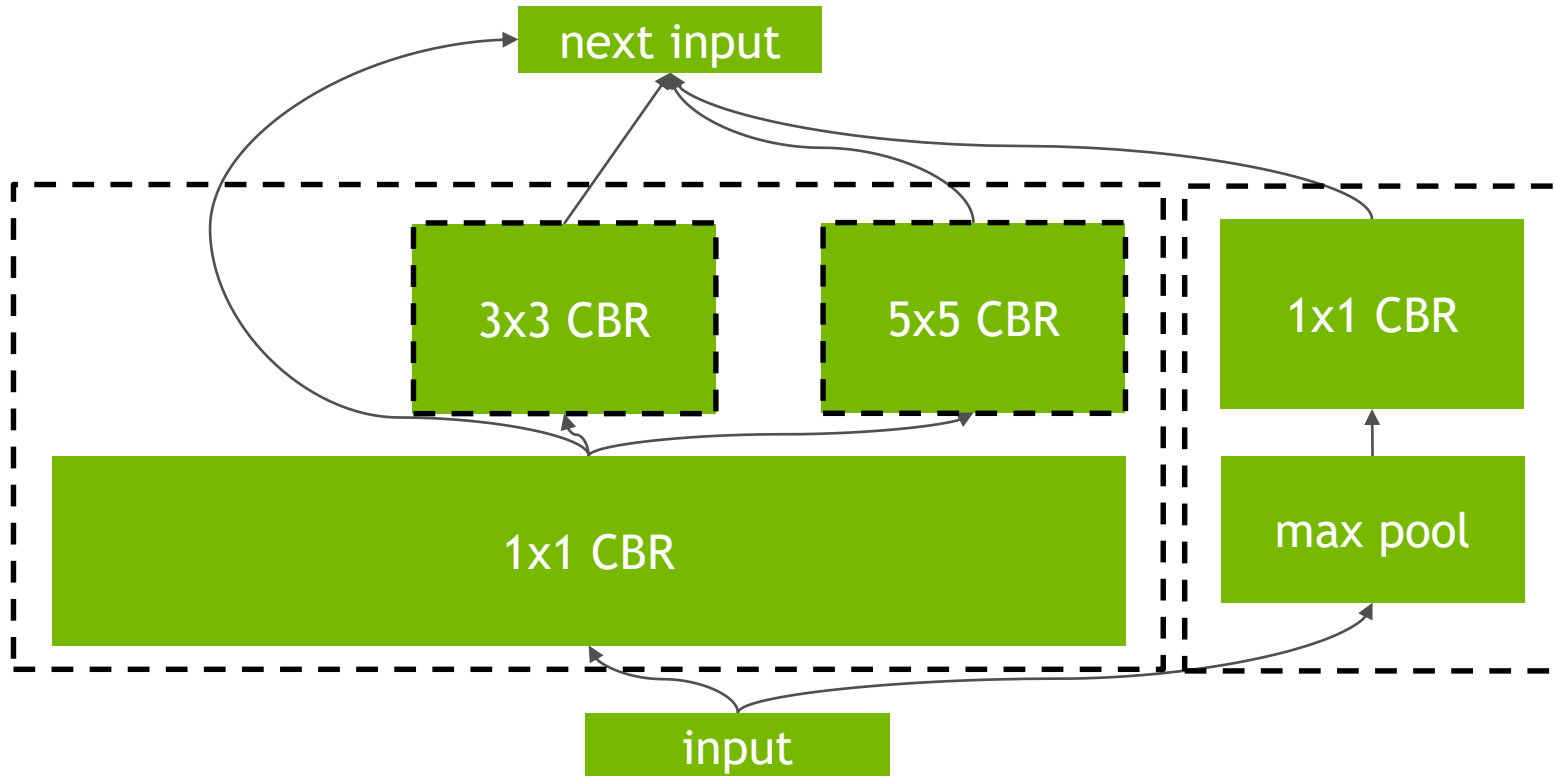 next input
3x3 CBR
5x5 CBR
1x1 CBR
1x1 CBR
max pool
input